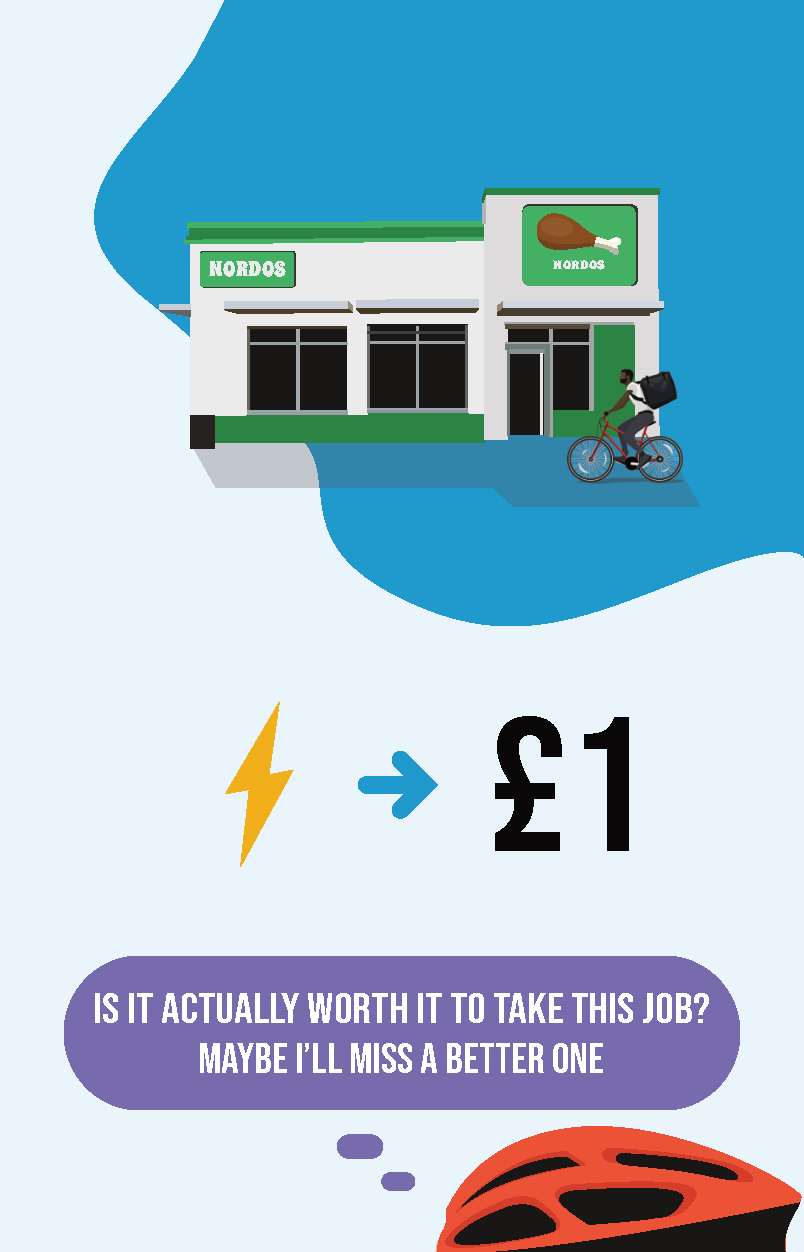 NORDOS
NORDOS
£1
IS IT ACTUALLY WORTH IT TO TAKE THIS JOB?
MAYBE I'LL MISS A BETTER ONE